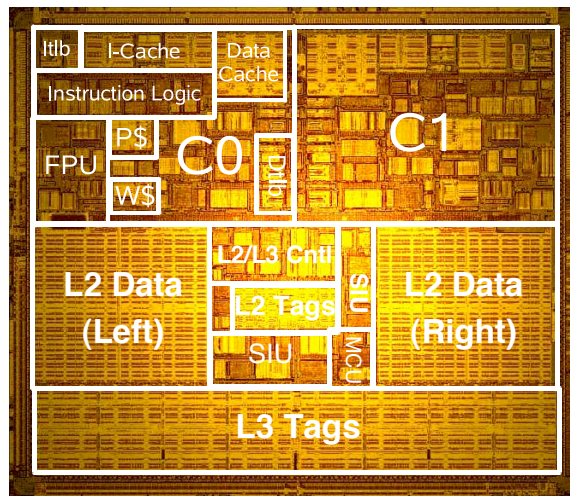 Itlb
I-Cache
Data
Cache
Instruction Logic
C0
C1
FPU
P$
W$
Dtlb
L2 Data
(Left)
L2/L3 Cntl
L2 Tags
SIU
SIU
MCU
L2 Data
(Right)
L3 Tags